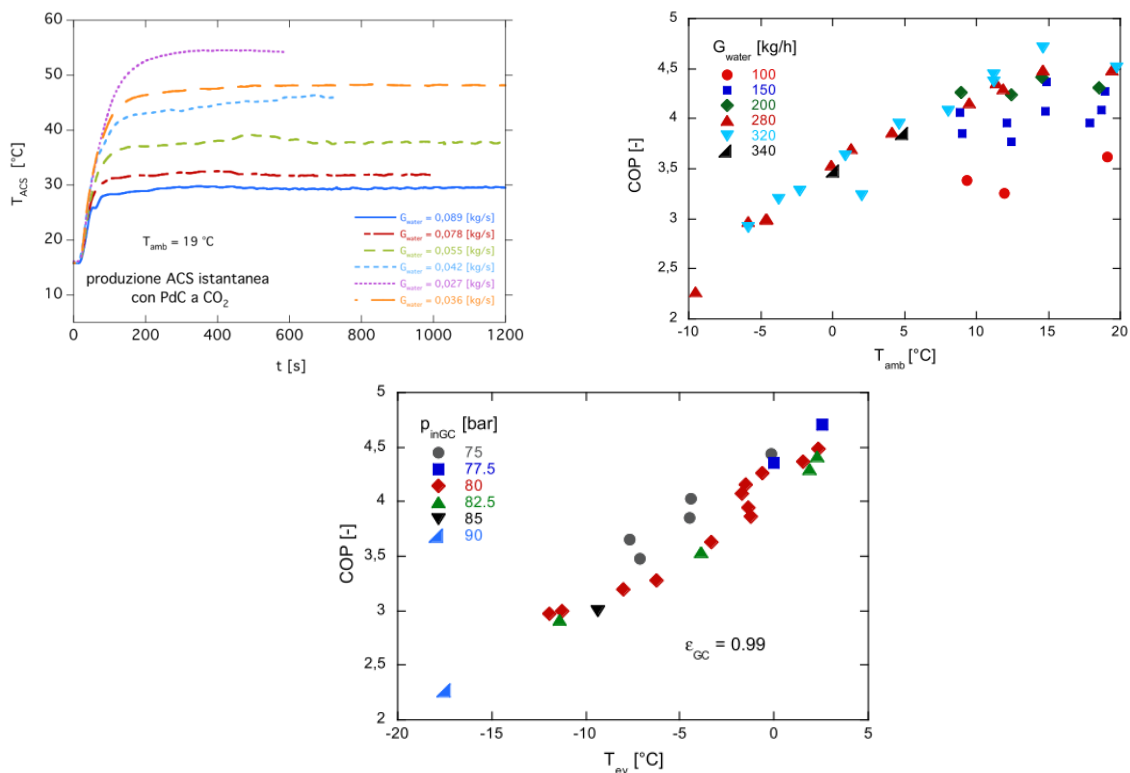 60
50
40
30
20
10
T_ACS [°C]
G_water = 0,089 [kg/s]
G_water = 0,078 [kg/s]
G_water = 0,055 [kg/s]
G_water = 0,042 [kg/s]
G_water = 0,027 [kg/s]
G_water = 0,036 [kg/s]
T_amb = 19 °C
produzione ACS istantanea
con PdC a CO_2
0 200 400 600 800 1000 1200
t [s]
5
4,5
4
3,5
3
2,5
2
COP [-]
G_water [kg/h]
100
150
200
280
320
340
-10 -5 0 5 10 15 20
T_amb [°C]
5
4,5
4
3,5
3
2,5
2
COP [-]
p_inGC [bar]
75
77.5
80
82.5
85
90
ε_GC = 0.99
-20 -15 -10 -5 0 5
T_ev [°C]